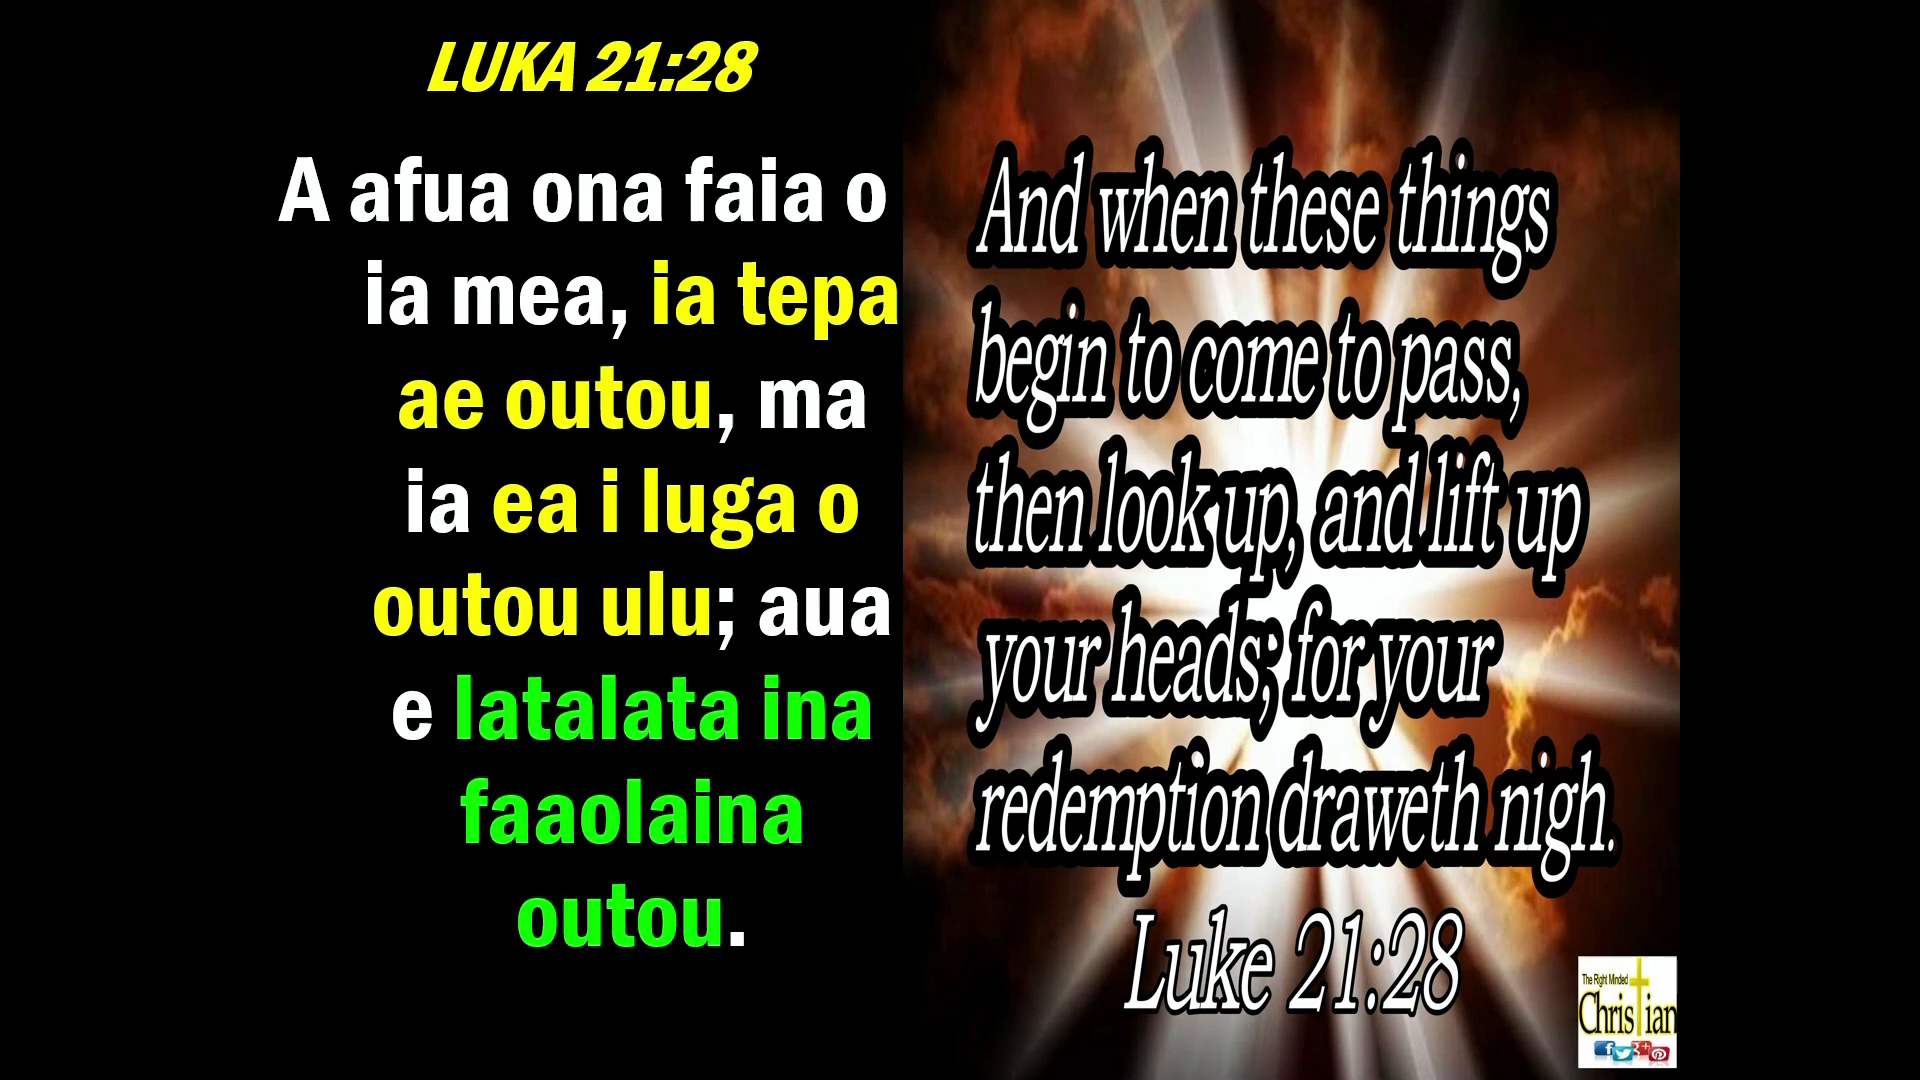 LUKA 21:28
A afua ona faia o
ia mea, ia tepa
ae outou, ma
ia ea i luga o
outou ulu; aua
e latalata ina
faaolaina
outou.
And when these things
begin to come to pass,
then look up, and lift up
your heads; for your
redemption draweth nigh.
Luke 21:28
The Right Minded
Christian